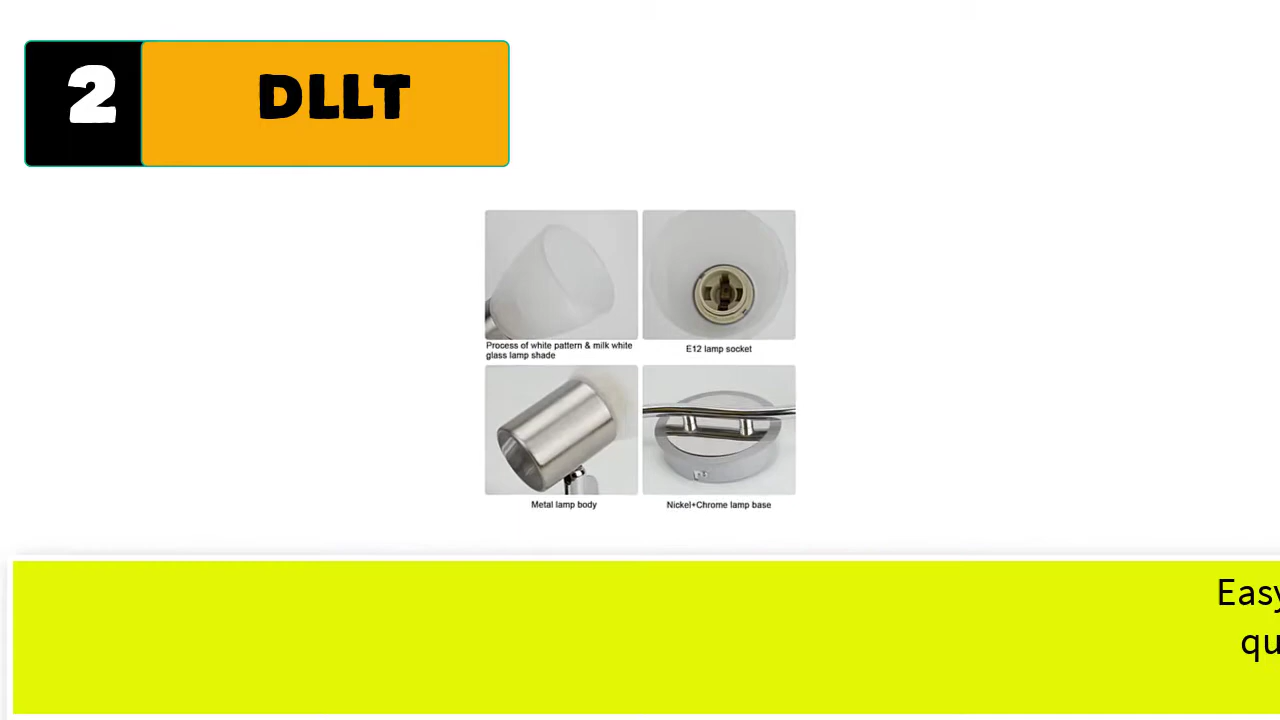 2 DLLT
Process of white pattern & milk white
glass lamp shade
E12 lamp socket
Metal lamp body
Nickel+Chrome lamp base
Easy
qu